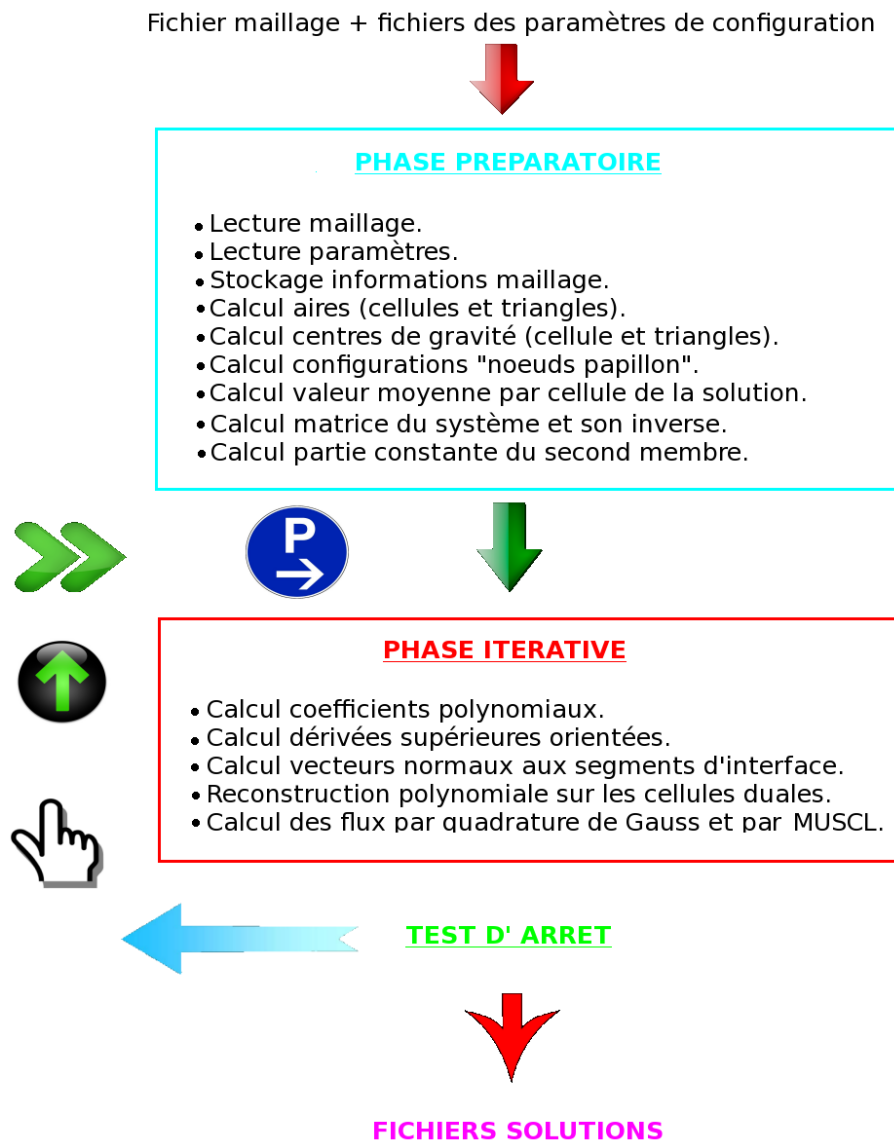 Fichier maillage + fichiers des paramètres de configuration
PHASE PREPARATOIRE
• Lecture maillage.
• Lecture paramètres.
• Stockage informations maillage.
• Calcul aires (cellules et triangles).
• Calcul centres de gravité (cellule et triangles).
• Calcul configurations "noeuds papillon".
• Calcul valeur moyenne par cellule de la solution.
• Calcul matrice du système et son inverse.
• Calcul partie constante du second membre.
P
PHASE ITERATIVE
• Calcul coefficients polynomiaux.
• Calcul dérivées supérieures orientées.
• Calcul vecteurs normaux aux segments d'interface.
• Reconstruction polynomiale sur les cellules duales.
• Calcul des flux par quadrature de Gauss et par MUSCL.
TEST D' ARRET
FICHIERS SOLUTIONS